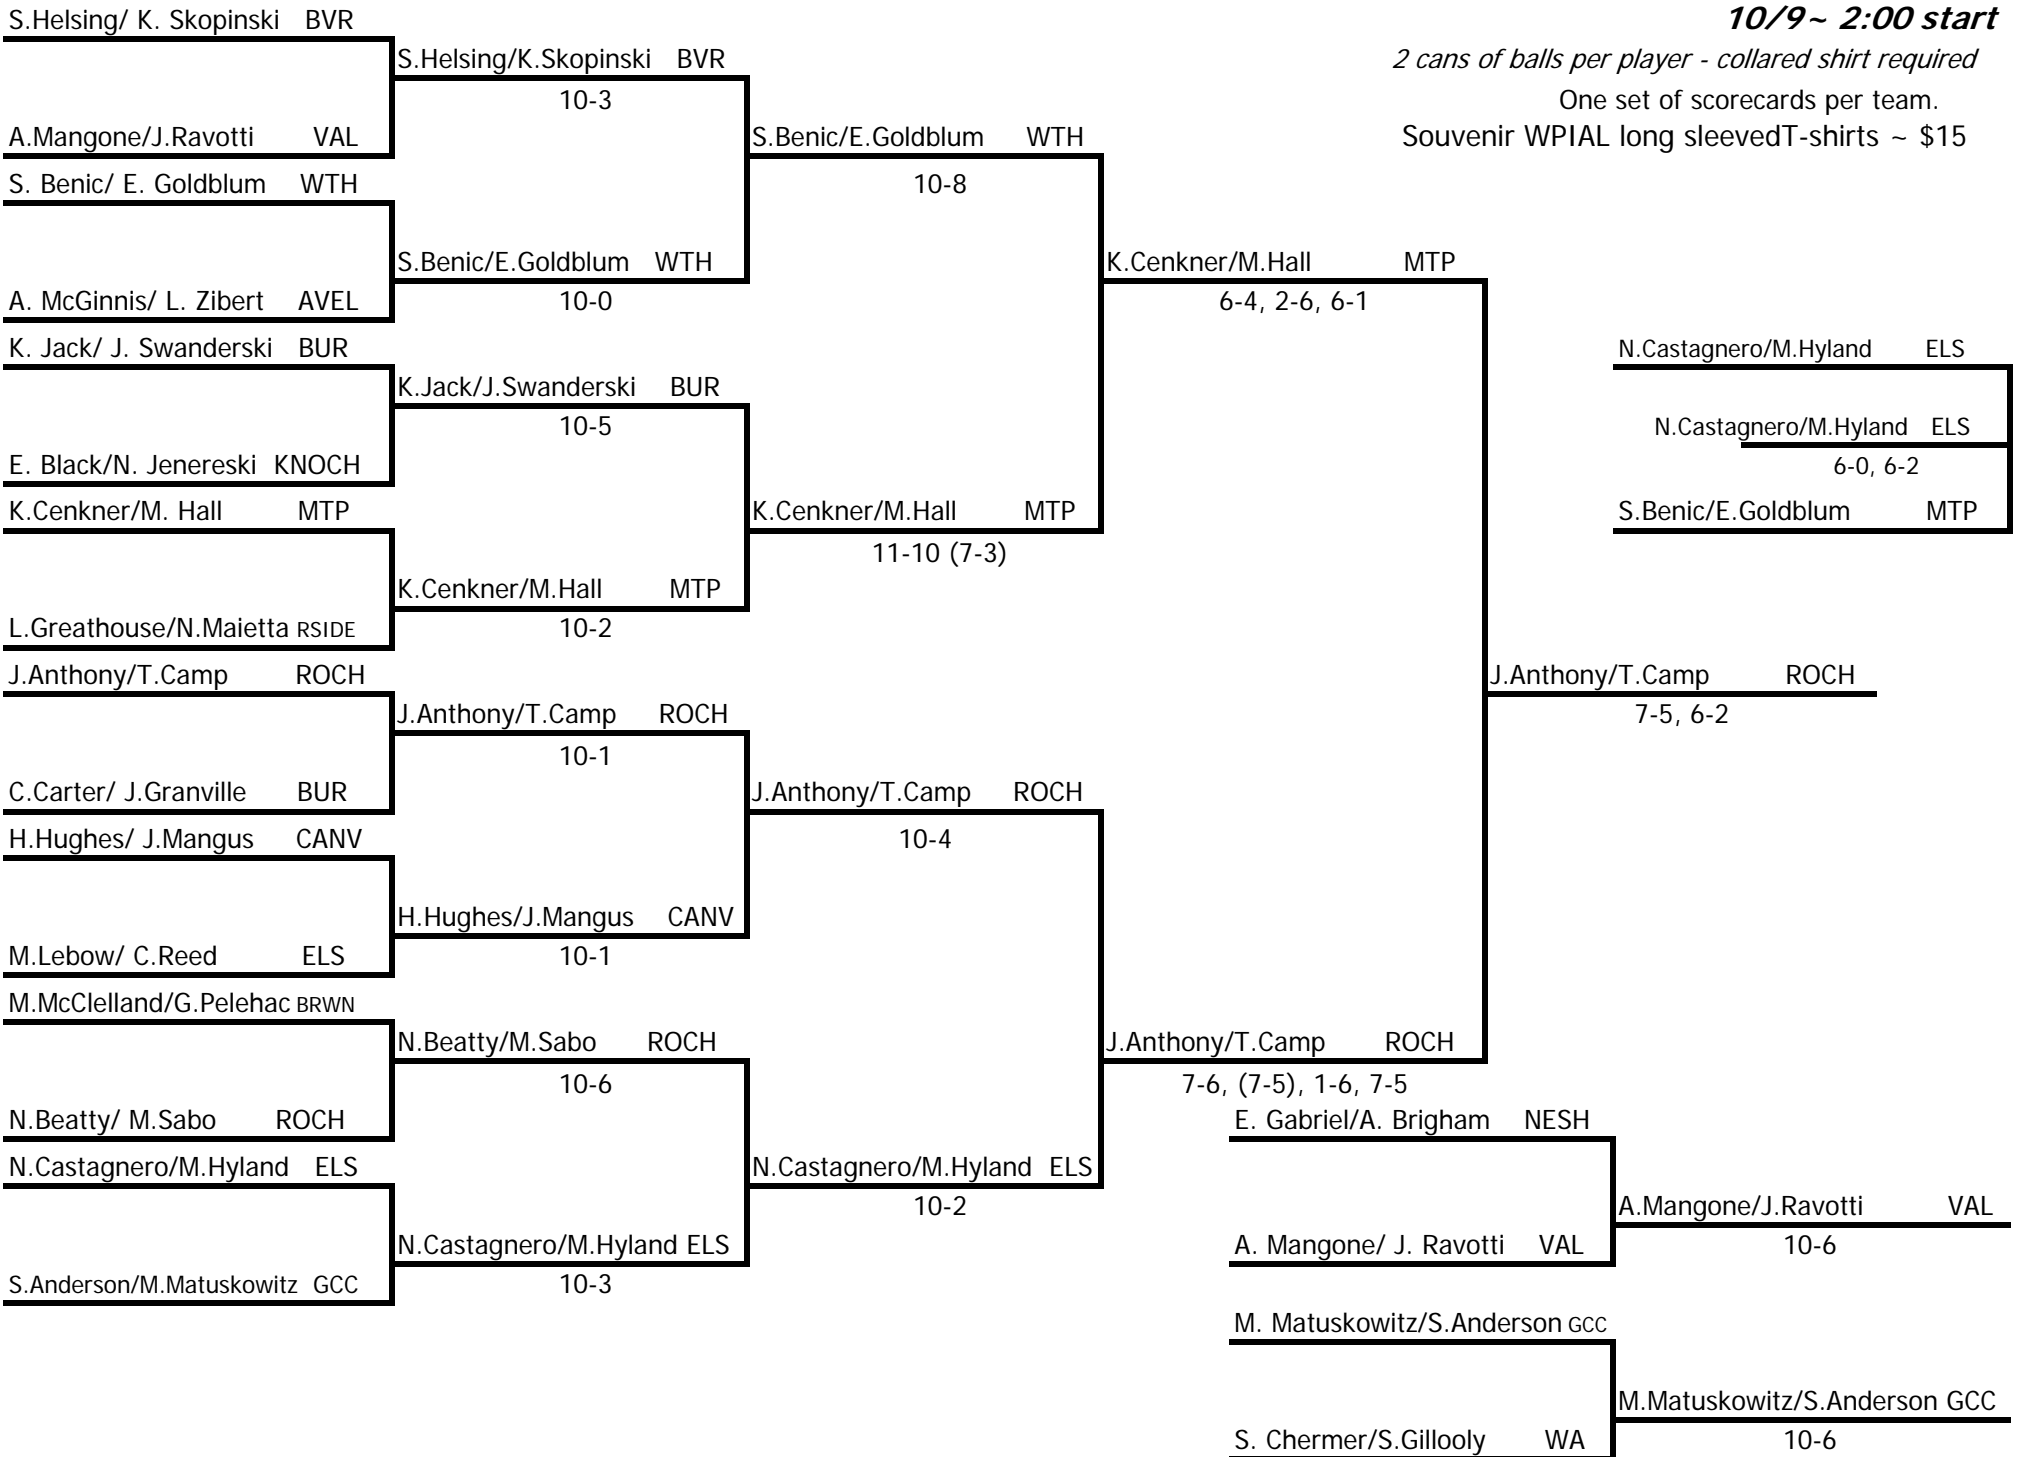 S.Helsing/ K. Skopinski BVR
10/9~ 2:00 start
S.Helsing/K.Skopinski BVR
2 cans of balls per player - collared shirt required
10-3
One set of scorecards per team.
A.Mangone/J.Ravotti VAL
S.Benic/E.Goldblum WTH
Souvenir WPIAL long sleevedT-shirts ~ $15
S. Benic/ E. Goldblum WTH
10-8
S.Benic/E.Goldblum WTH
K.Cenkner/M.Hall MTP
A. McGinnis/ L. Zibert AVEL
10-0
6-4, 2-6, 6-1
K. Jack/ J. Swanderski BUR
N.Castagnero/M.Hyland ELS
K.Jack/J.Swanderski BUR
10-5
N.Castagnero/M.Hyland ELS
E. Black/N. Jenereski KNOCH
6-0, 6-2
K.Cenkner/M. Hall MTP
K.Cenkner/M.Hall MTP
S.Benic/E.Goldblum MTP
11-10 (7-3)
K.Cenkner/M.Hall MTP
L.Greathouse/N.Maietta RSIDE
10-2
J.Anthony/T.Camp ROCH
J.Anthony/T.Camp ROCH
J.Anthony/T.Camp ROCH
7-5, 6-2
10-1
C.Carter/ J.Granville BUR
J.Anthony/T.Camp ROCH
H.Hughes/ J.Mangus CANV
10-4
H.Hughes/J.Mangus CANV
M.Lebow/ C.Reed ELS
10-1
M.McClelland/G.Pelehac BRWN
N.Beatty/M.Sabo ROCH
J.Anthony/T.Camp ROCH
10-6
7-6, (7-5), 1-6, 7-5
N.Beatty/ M.Sabo ROCH
E. Gabriel/A. Brigham NESH
N.Castagnero/M.Hyland ELS
N.Castagnero/M.Hyland ELS
10-2
A.Mangone/J.Ravotti VAL
N.Castagnero/M.Hyland ELS
A. Mangone/ J. Ravotti VAL
10-6
S.Anderson/M.Matuskowitz GCC
10-3
M. Matuskowitz/S.Anderson GCC
M.Matuskowitz/S.Anderson GCC
S. Chermer/S.Gillooly WA
10-6